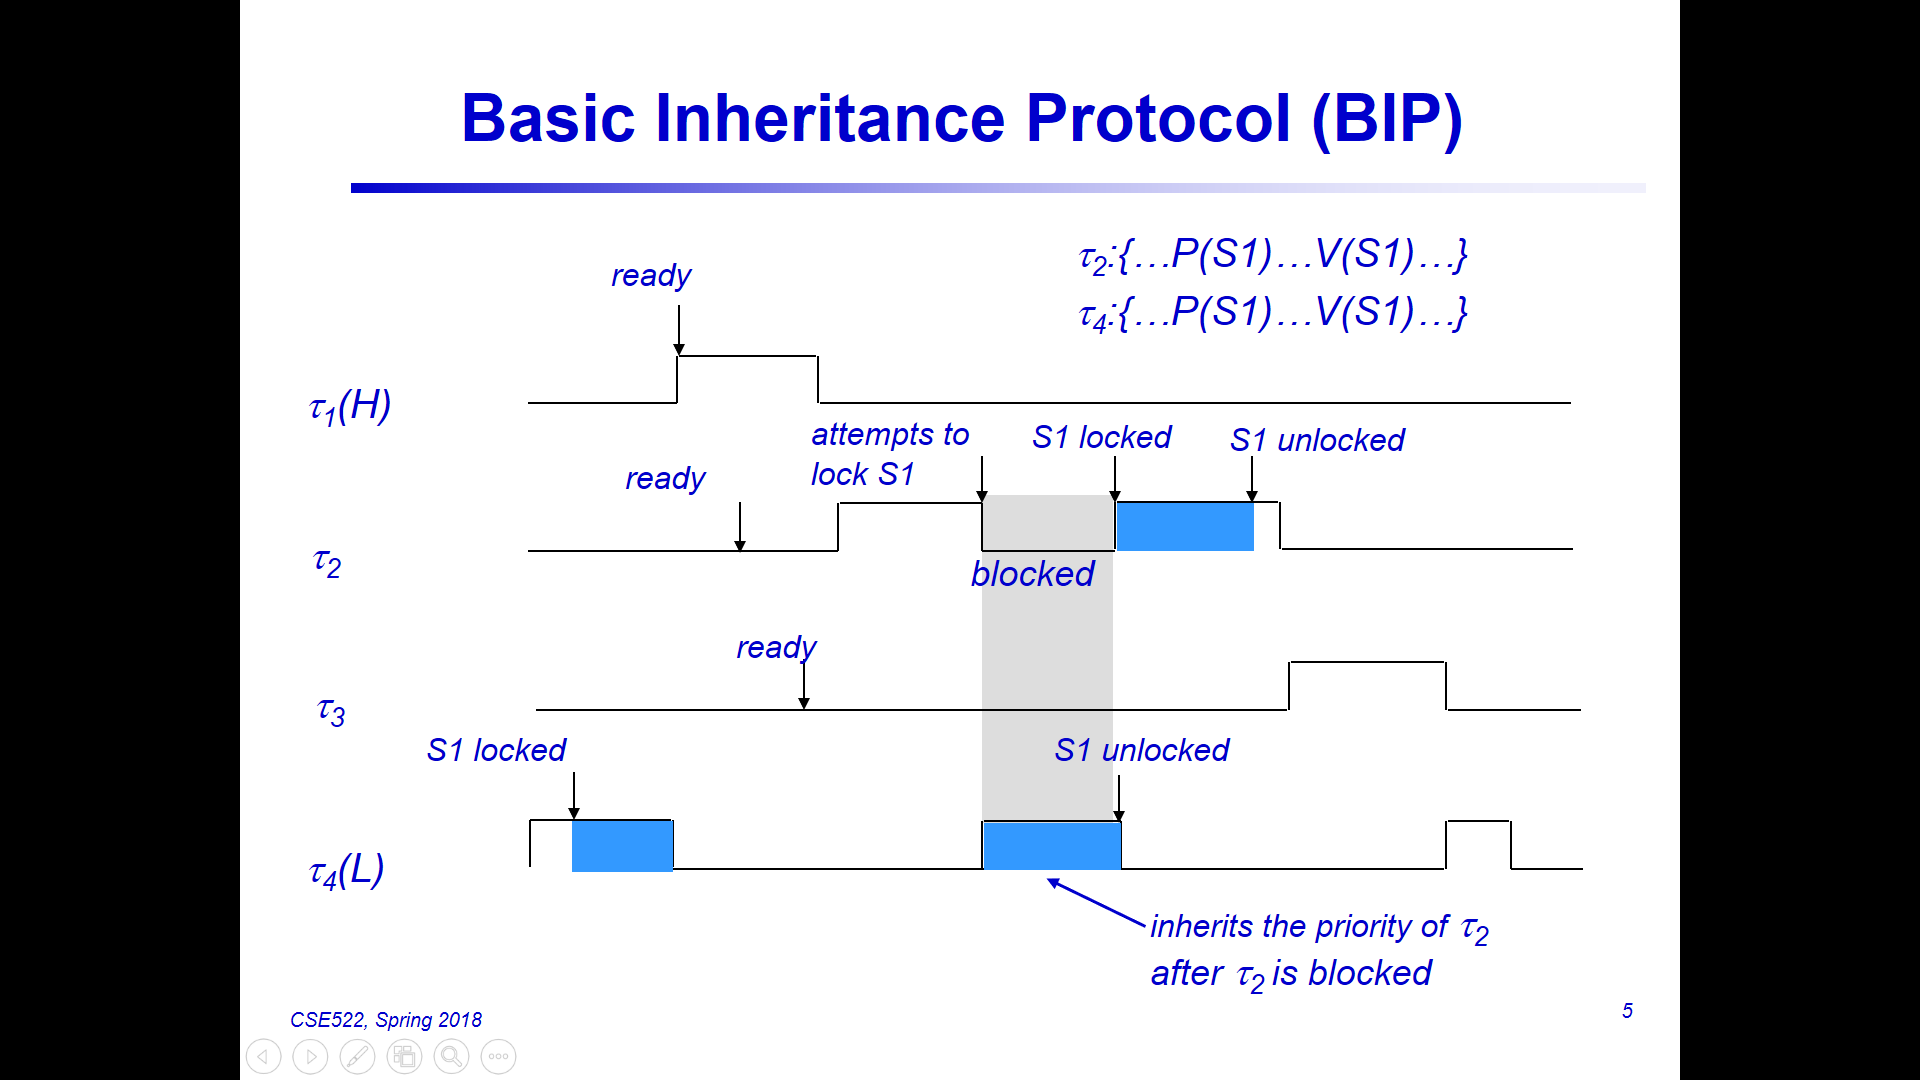 Basic Inheritance Protocol (BIP)
τ2:{…P(S1)…V(S1)…}
τ4:{…P(S1)…V(S1)…}
ready
τ1(H)
attempts to
lock S1
S1 locked
S1 unlocked
ready
τ2
blocked
ready
τ3
S1 locked
S1 unlocked
τ4(L)
inherits the priority of τ2
after τ2 is blocked
CSE522, Spring 2018
5